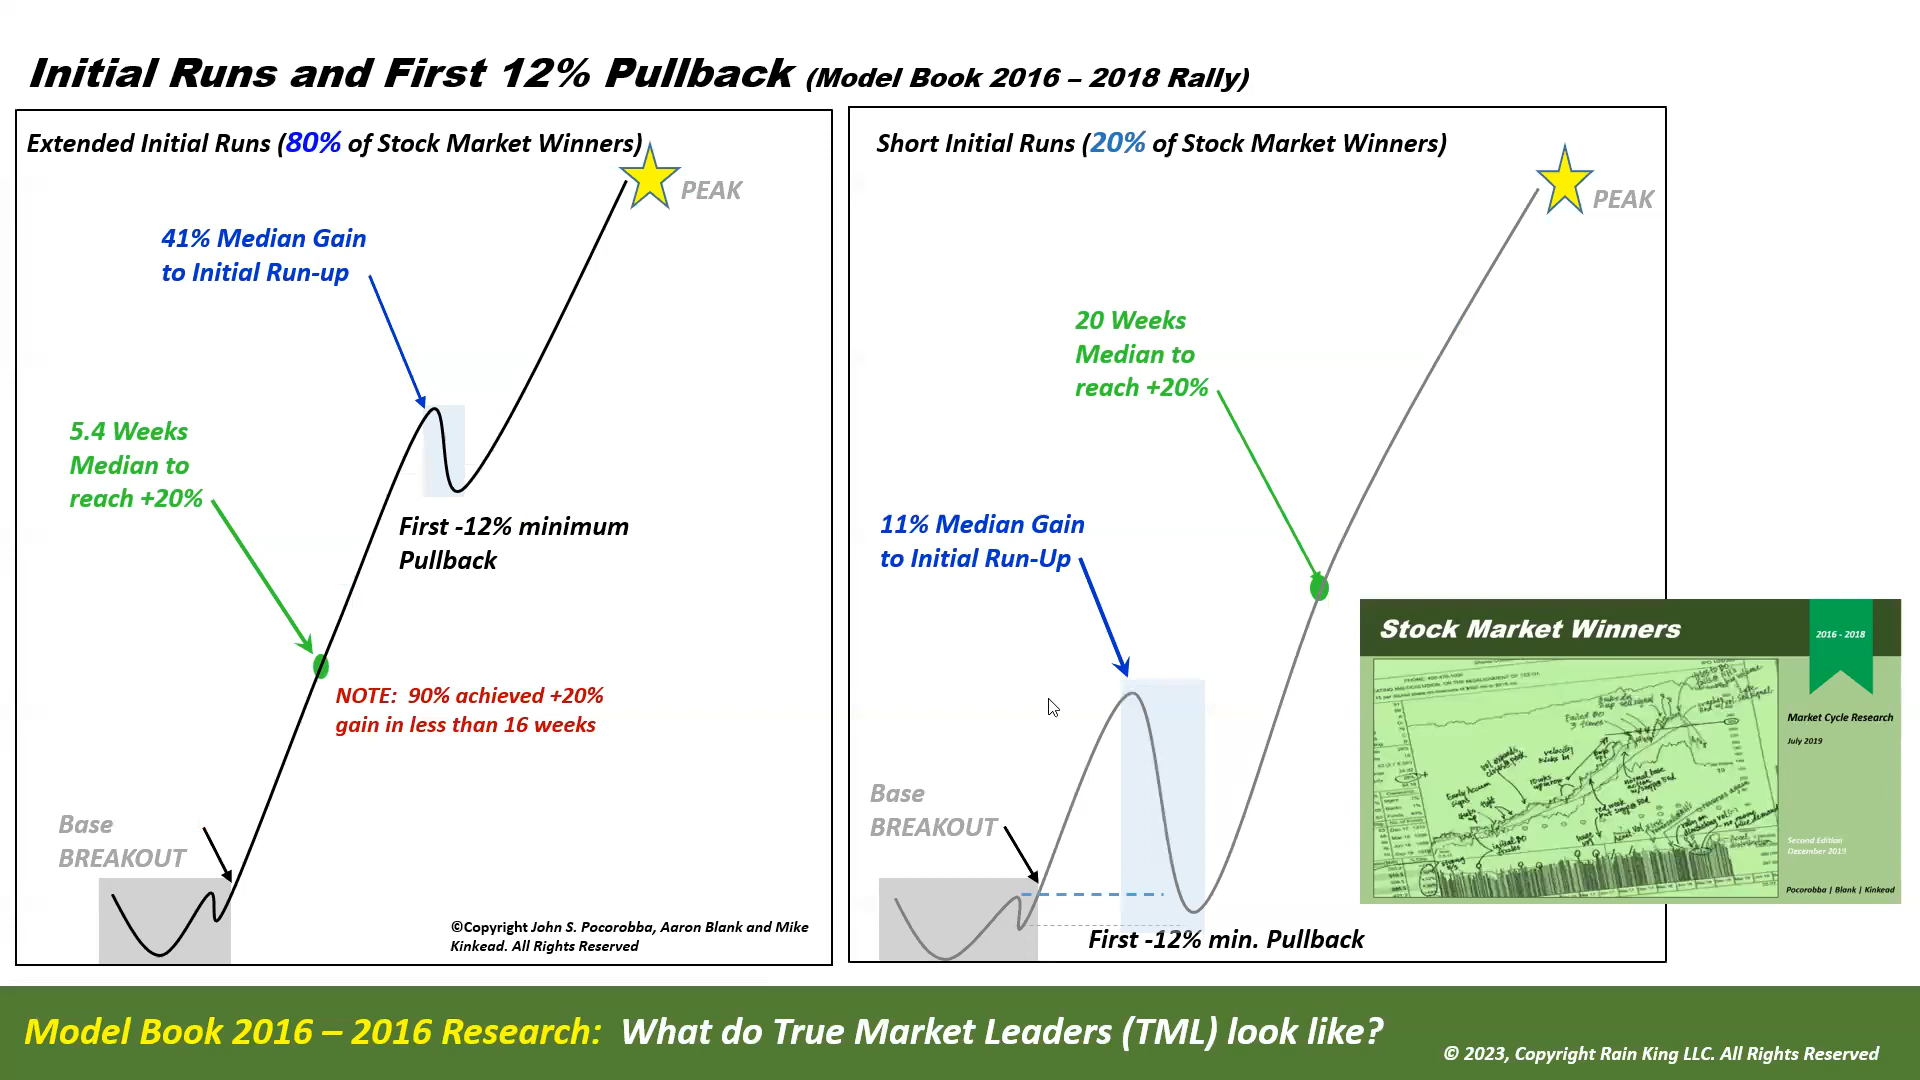 Initial Runs and First 12% Pullback (Model Book 2016 – 2018 Rally)
Extended Initial Runs (80% of Stock Market Winners)
PEAK
41% Median Gain
to Initial Run-up
5.4 Weeks
Median to
reach +20%
First -12% minimum
Pullback
NOTE:  90% achieved +20%
gain in less than 16 weeks
Base
BREAKOUT
©Copyright John S. Pocorobba, Aaron Blank and Mike
Kinkead. All Rights Reserved
Short Initial Runs (20% of Stock Market Winners)
PEAK
20 Weeks
Median to
reach +20%
11% Median Gain
to Initial Run-Up
Base
BREAKOUT
First -12% min. Pullback
Stock Market Winners
2016 - 2018
Market Cycle Research
July 2019
Failed BO
3 times
velocity
Second Edition
December 2019
Pocorobba | Blank | Kinkead
Model Book 2016 – 2016 Research:  What do True Market Leaders (TML) look like?
© 2023, Copyright Rain King LLC. All Rights Reserved